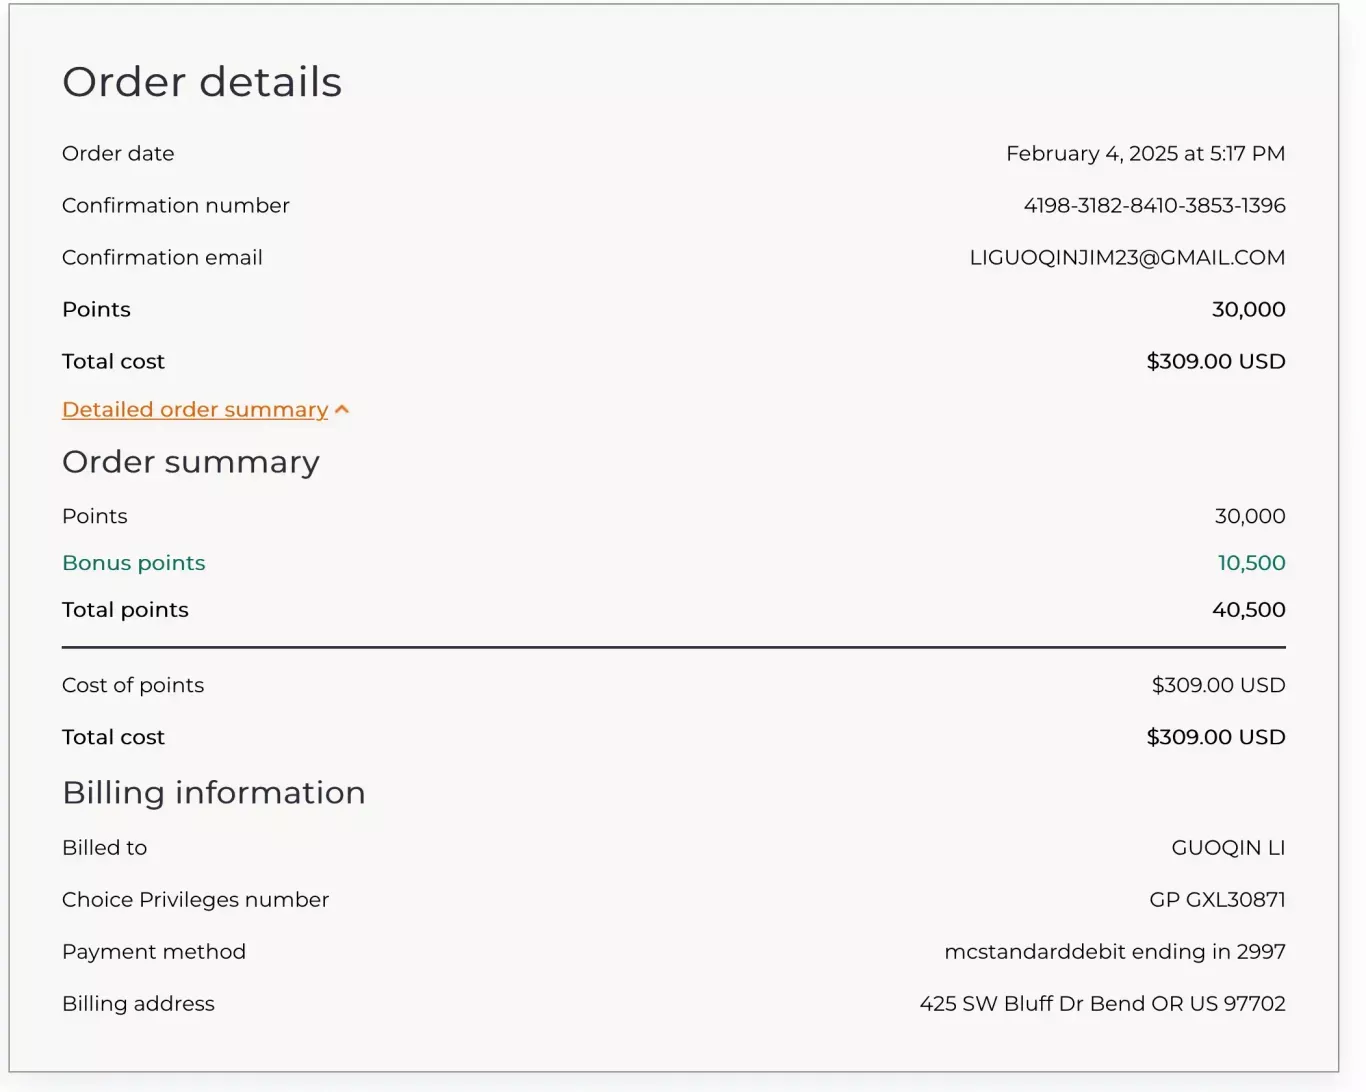 Order details
Order date February 4, 2025 at 5:17 PM
Confirmation number 4198-3182-8410-3853-1396
Confirmation email LIGUOQINJIM23@GMAIL.COM
Points 30,000
Total cost $309.00 USD
Detailed order summary
Order summary
Points 30,000
Bonus points 10,500
Total points 40,500
Cost of points $309.00 USD
Total cost $309.00 USD
Billing information
Billed to GUOQIN LI
Choice Privileges number GP GXL30871
Payment method mcstandarddebit ending in 2997
Billing address 425 SW Bluff Dr Bend OR US 97702